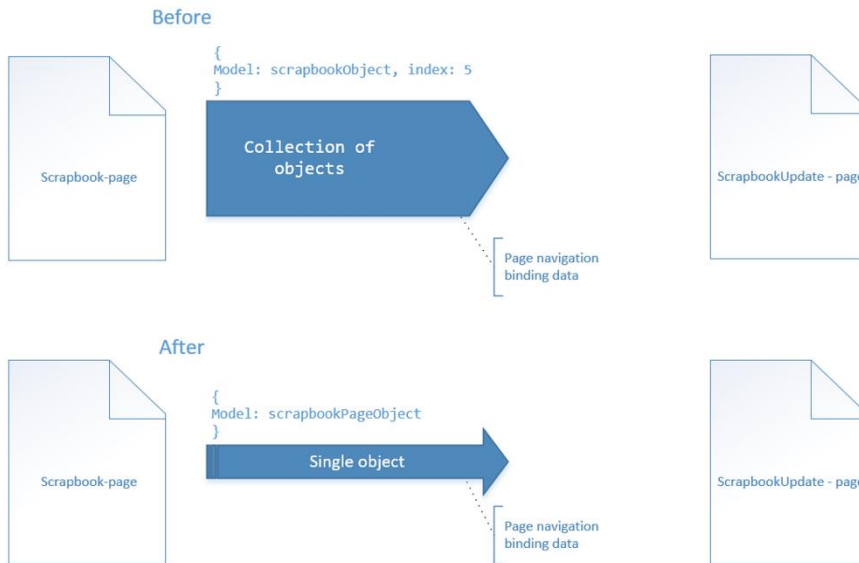 Before
{
Model: scrapbookObject, index: 5
}
Collection of
objects
Scrapbook-page
ScrapbookUpdate - page
Page navigation
binding data
After
{
Model: scrapbookPageObject
}
Single object
Scrapbook-page
ScrapbookUpdate - page
Page navigation
binding data